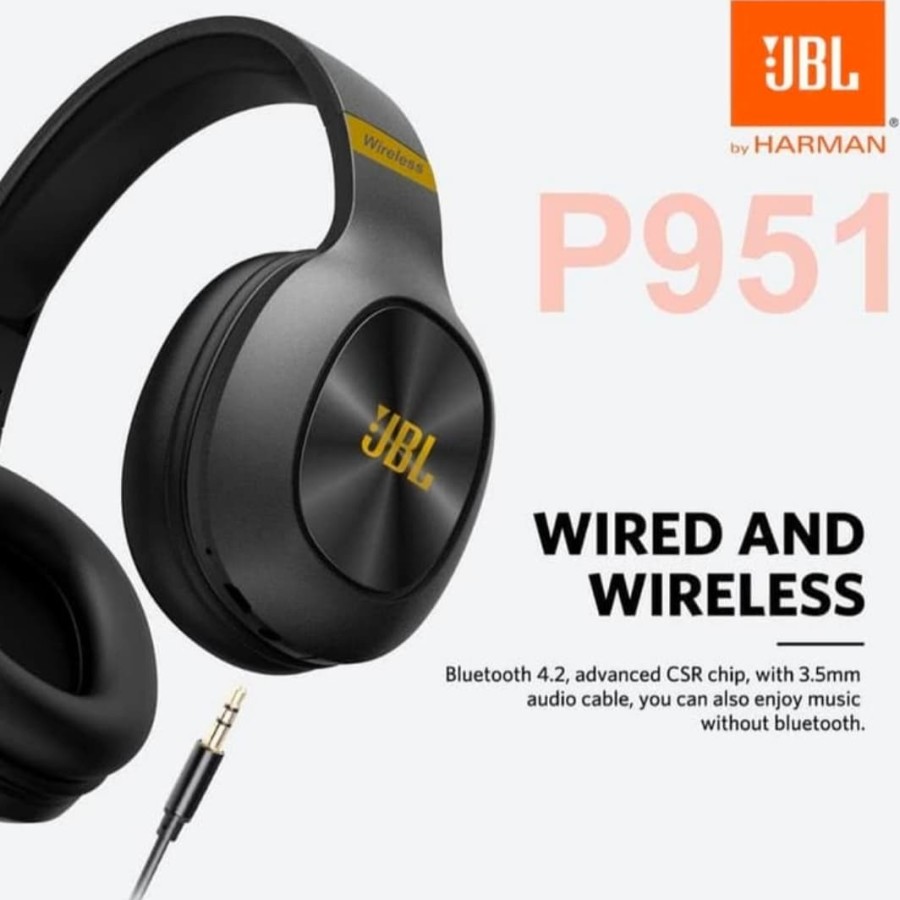 JBL
®
by HARMAN
Wireless
P951
JBL
WIRED AND
WIRELESS
Bluetooth 4.2, advanced CSR chip, with 3.5mm
audio cable, you can also enjoy music
without bluetooth.